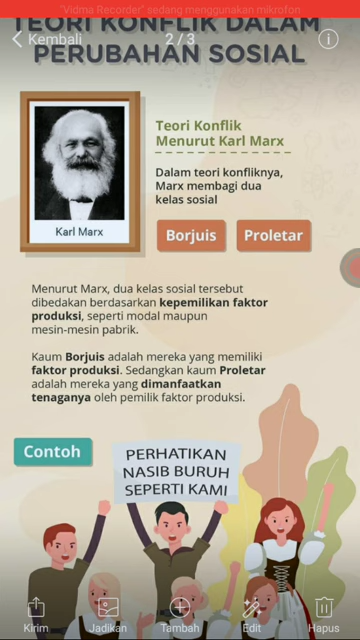 "Vidma Recorder" sedang menggunakan mikrofon
TEORI KONFLIK DALAM
Kembali
2 / 3
PERUBAHAN SOSIAL
Teori Konflik
Menurut Karl Marx
Dalam teori konfliknya,
Marx membagi dua
kelas sosial
Karl Marx
Borjuis
Proletar
Menurut Marx, dua kelas sosial tersebut
dibedakan berdasarkan kepemilikan faktor
produksi, seperti modal maupun
mesin-mesin pabrik.
Kaum Borjuis adalah mereka yang memiliki
faktor produksi. Sedangkan kaum Proletar
adalah mereka yang dimanfaatkan
tenaganya oleh pemilik faktor produksi.
Contoh
PERHATIKAN
NASIB BURUH
SEPERTI KAMI
Kirim
Jadikan
Tambah
Edit
Hapus